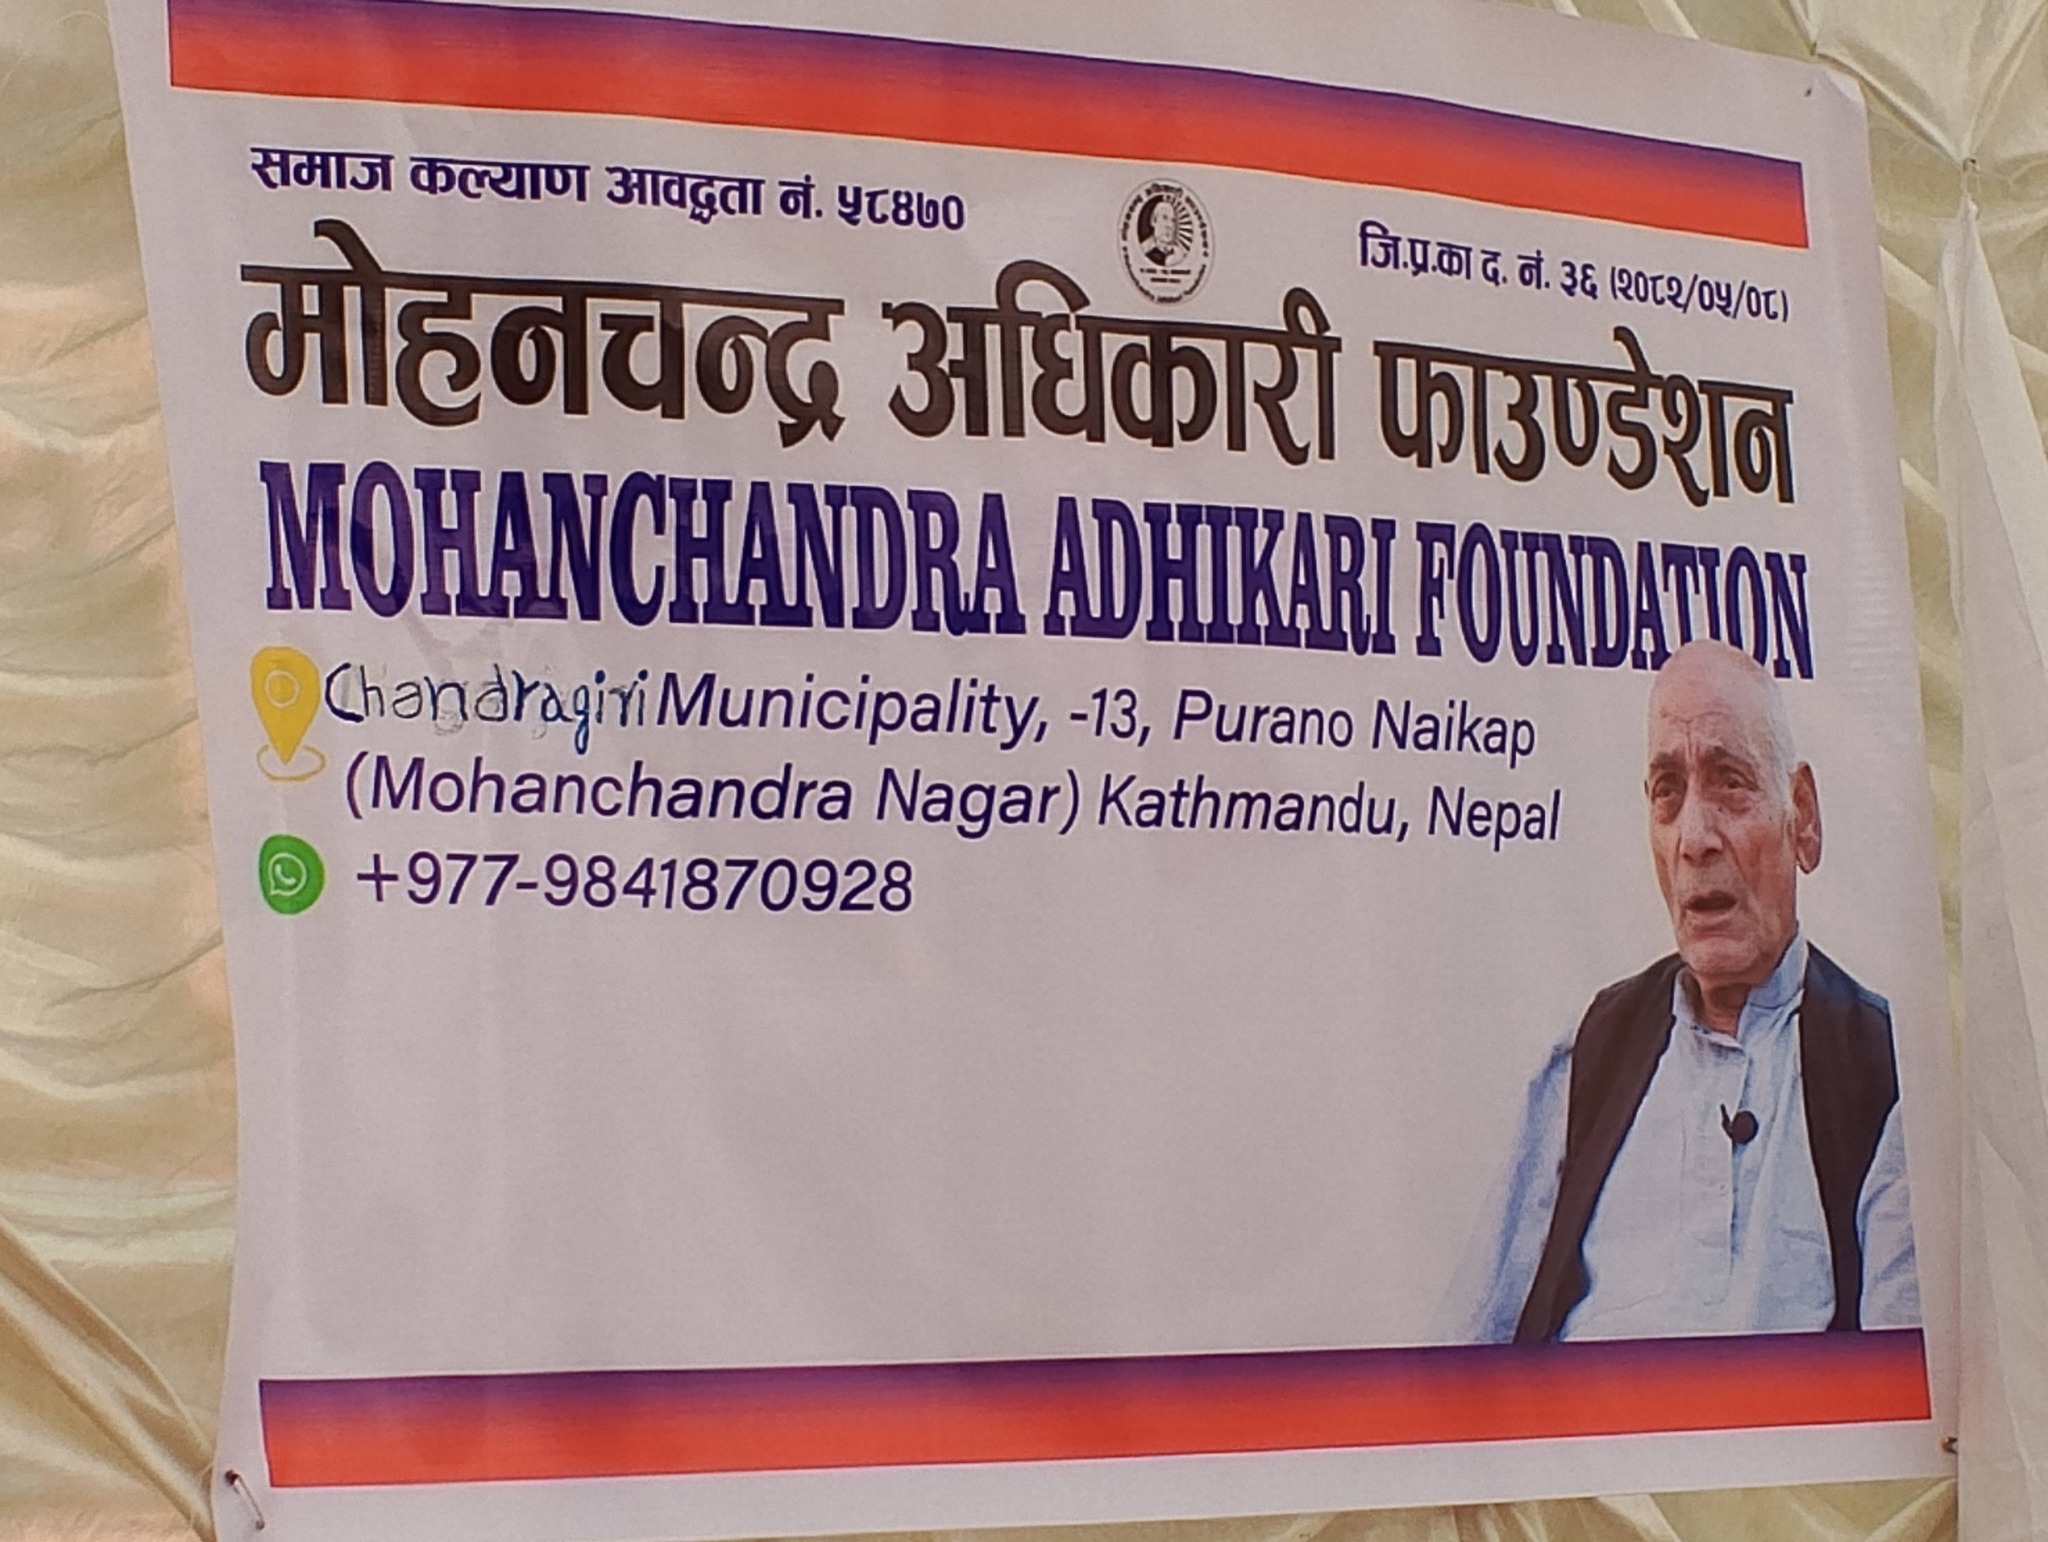 समाज कल्याण आवद्धता नं. ५८४७०
जि.प्र.का द. नं. ३६ (२०८२/०५/०८)
मोहनचन्द्र अधिकारी फाउण्डेशन
MOHANCHANDRA ADHIKARI FOUNDATION
Chandragiri Municipality, -13, Purano Naikap
(Mohanchandra Nagar) Kathmandu, Nepal
+977-9841870928